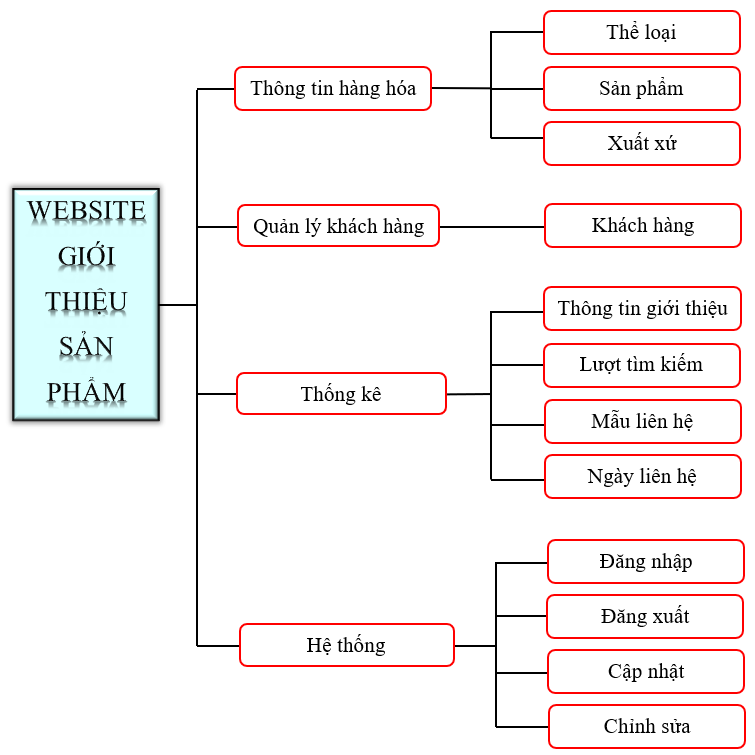 WEBSITE
GIỚI
THIỆU
SẢN
PHẨM
Thông tin hàng hóa
Thể loại
Sản phẩm
Xuất xứ
Quản lý khách hàng
Khách hàng
Thống kê
Thông tin giới thiệu
Lượt tìm kiếm
Mẫu liên hệ
Ngày liên hệ
Hệ thống
Đăng nhập
Đăng xuất
Cập nhật
Chỉnh sửa